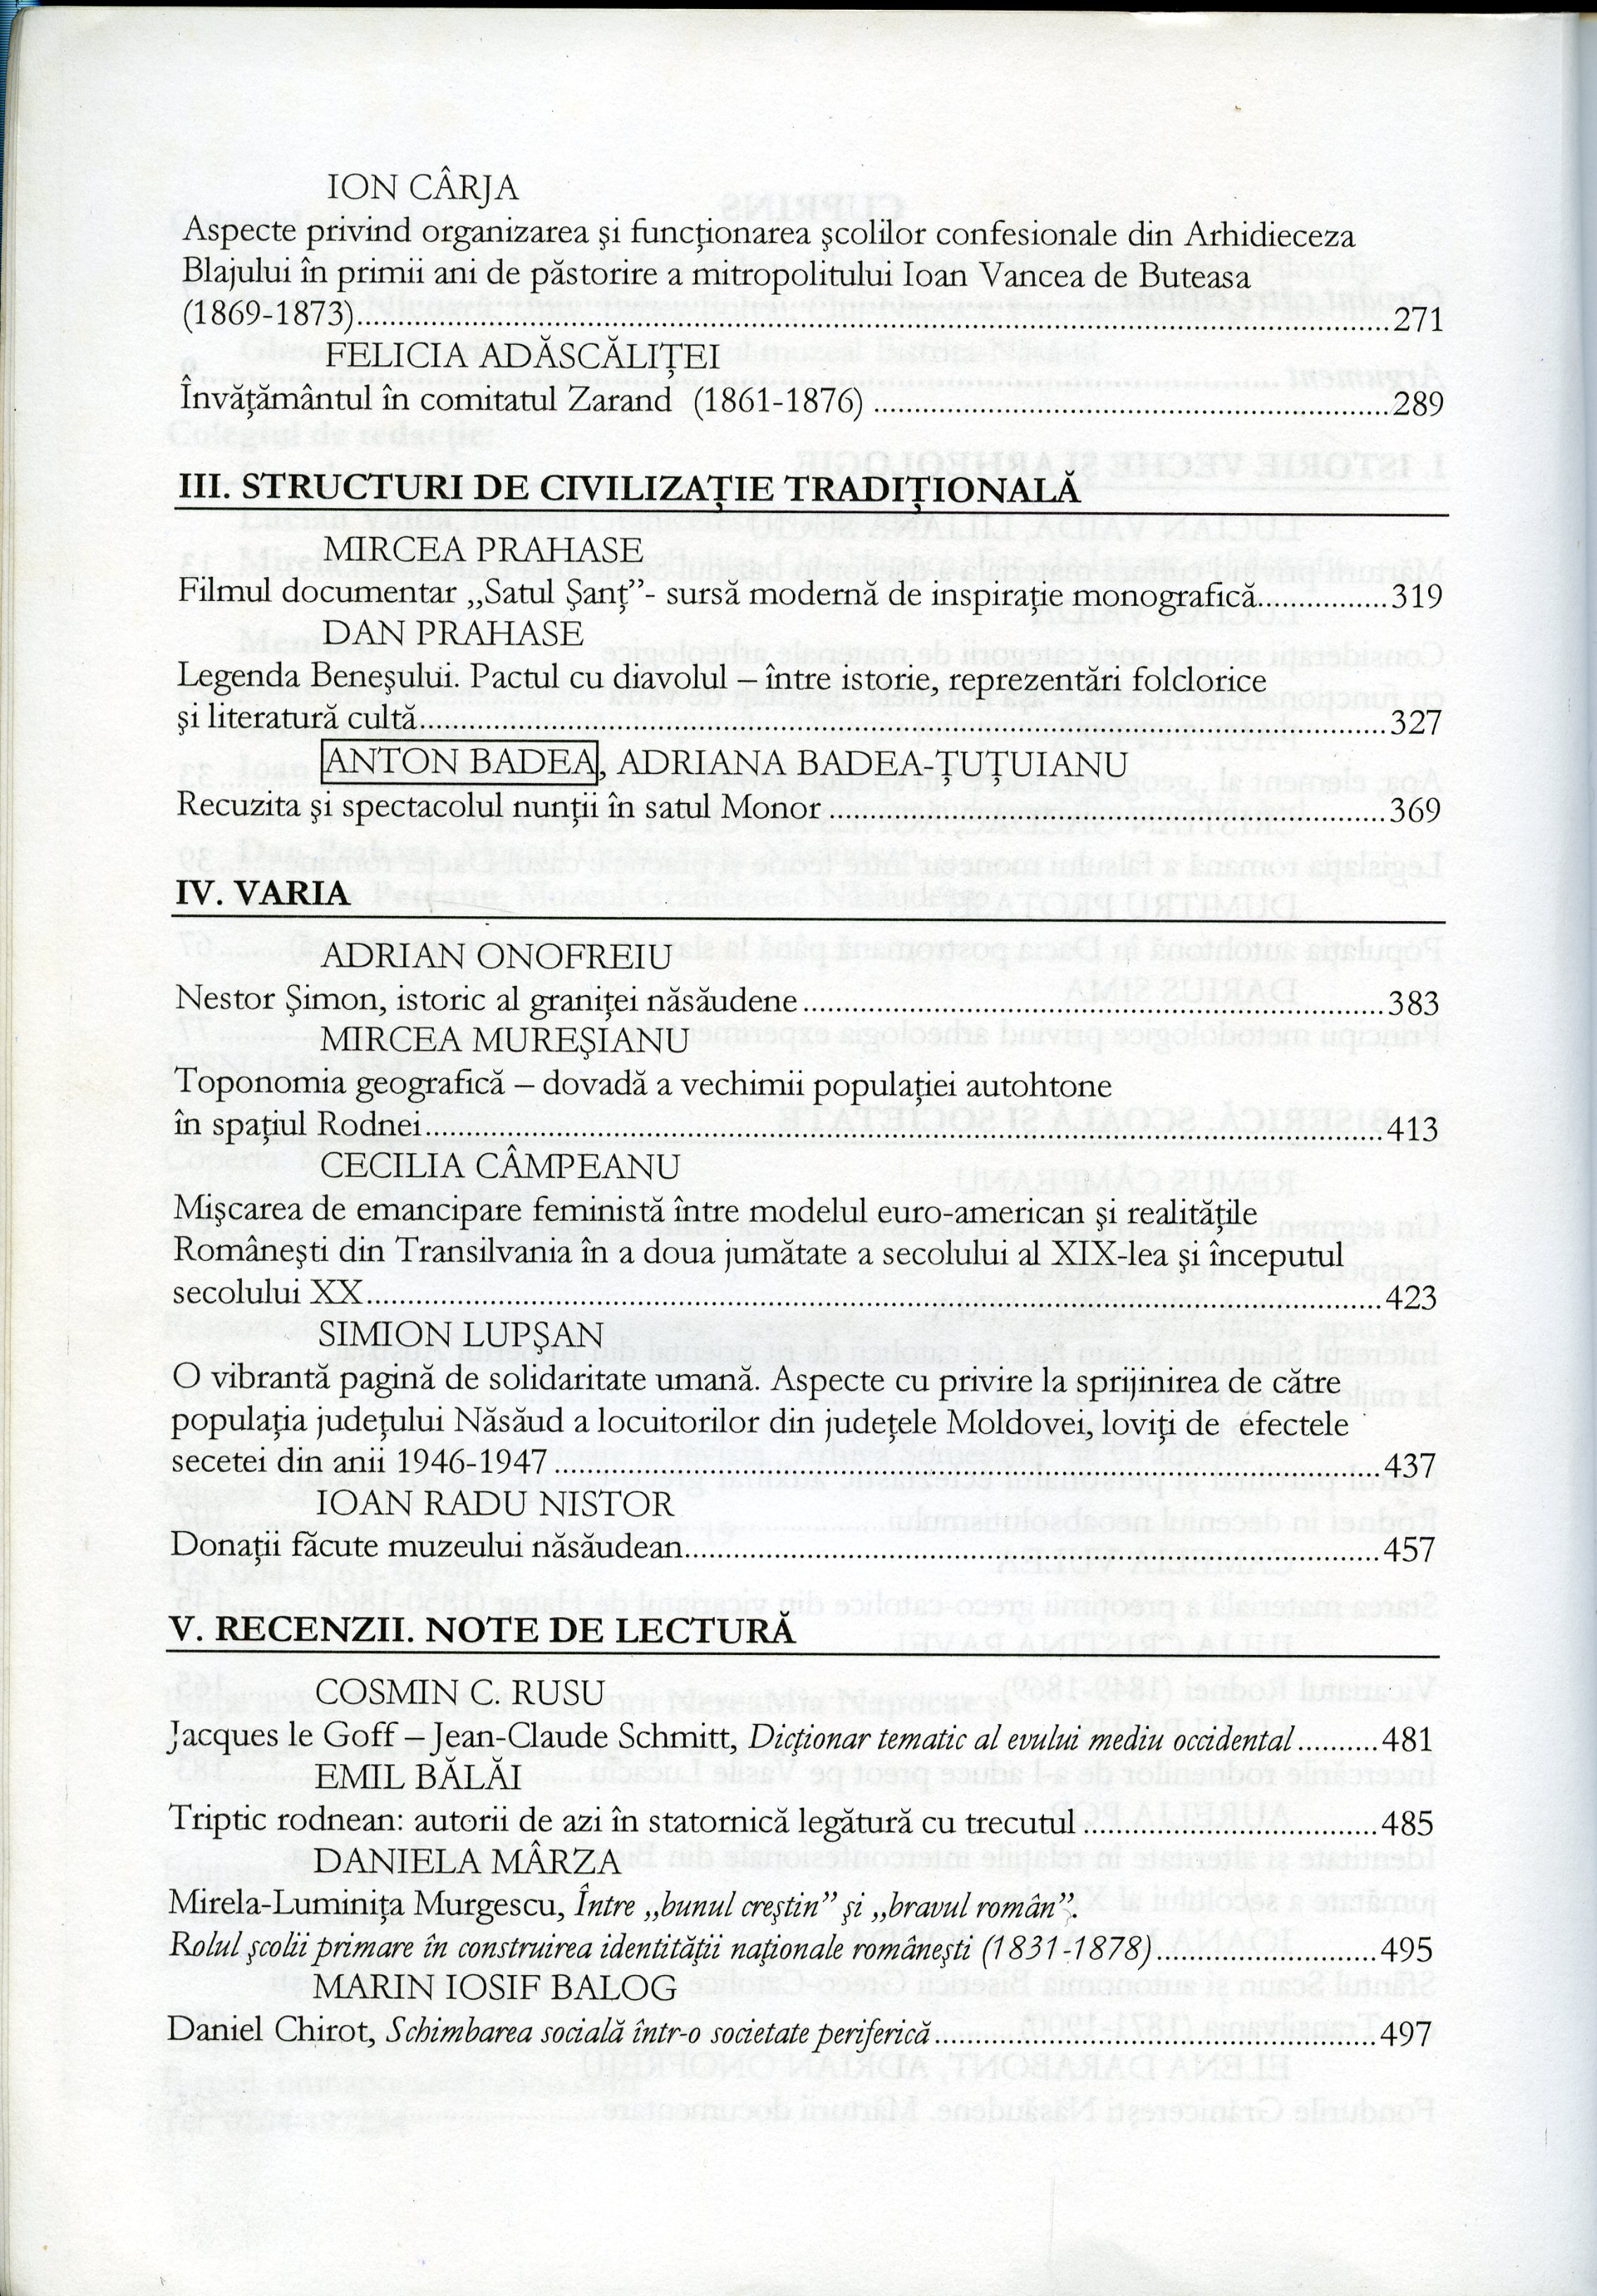 ION CÂRJA
Aspecte privind organizarea şi funcţionarea şcolilor confesionale din Arhidieceza
Blajului în primii ani de păstorire a mitropolitului Ioan Vancea de Buteasa
(1869-1873)..........271
FELICIA ADĂSCĂLIŢEI
Învăţământul în comitatul Zarand (1861-1876) ..........289
III. STRUCTURI DE CIVILIZAŢIE TRADIŢIONALĂ
MIRCEA PRAHASE
Filmul documentar „Satul Şanţ”- sursă modernă de inspiraţie monografică..........319
DAN PRAHASE
Legenda Beneşului. Pactul cu diavolul – între istorie, reprezentări folclorice
şi literatură cultă..........327
ANTON BADEA, ADRIANA BADEA-ŢUŢUIANU
Recuzita şi spectacolul nunţii în satul Monor ..........369
IV. VARIA
ADRIAN ONOFREIU
Nestor Şimon, istoric al graniţei năsăudene ..........383
MIRCEA MUREŞIANU
Toponomia geografică – dovadă a vechimii populaţiei autohtone
în spaţiul Rodnei..........413
CECILIA CÂMPEANU
Mişcarea de emancipare feministă între modelul euro-american şi realităţile
Româneşti din Transilvania în a doua jumătate a secolului al XIX-lea şi începutul
secolului XX..........423
SIMION LUPŞAN
O vibrantă pagină de solidaritate umană. Aspecte cu privire la sprijinirea de către
populaţia judeţului Năsăud a locuitorilor din judeţele Moldovei, loviţi de efectele
secetei din anii 1946-1947 ..........437
IOAN RADU NISTOR
Donaţii făcute muzeului năsăudean..........457
V. RECENZII. NOTE DE LECTURĂ
COSMIN C. RUSU
Jacques le Goff – Jean-Claude Schmitt, Dicţionar tematic al evului mediu occidental ..........481
EMIL BĂLĂI
Triptic rodnean: autorii de azi în statornică legătură cu trecutul ..........485
DANIELA MÂRZA
Mirela-Luminiţa Murgescu, Între „bunul creştin” şi „bravul român”.
Rolul şcolii primare în construirea identităţii naţionale româneşti (1831-1878)..........495
MARIN IOSIF BALOG
Daniel Chirot, Schimbarea socială într-o societate periferică..........497